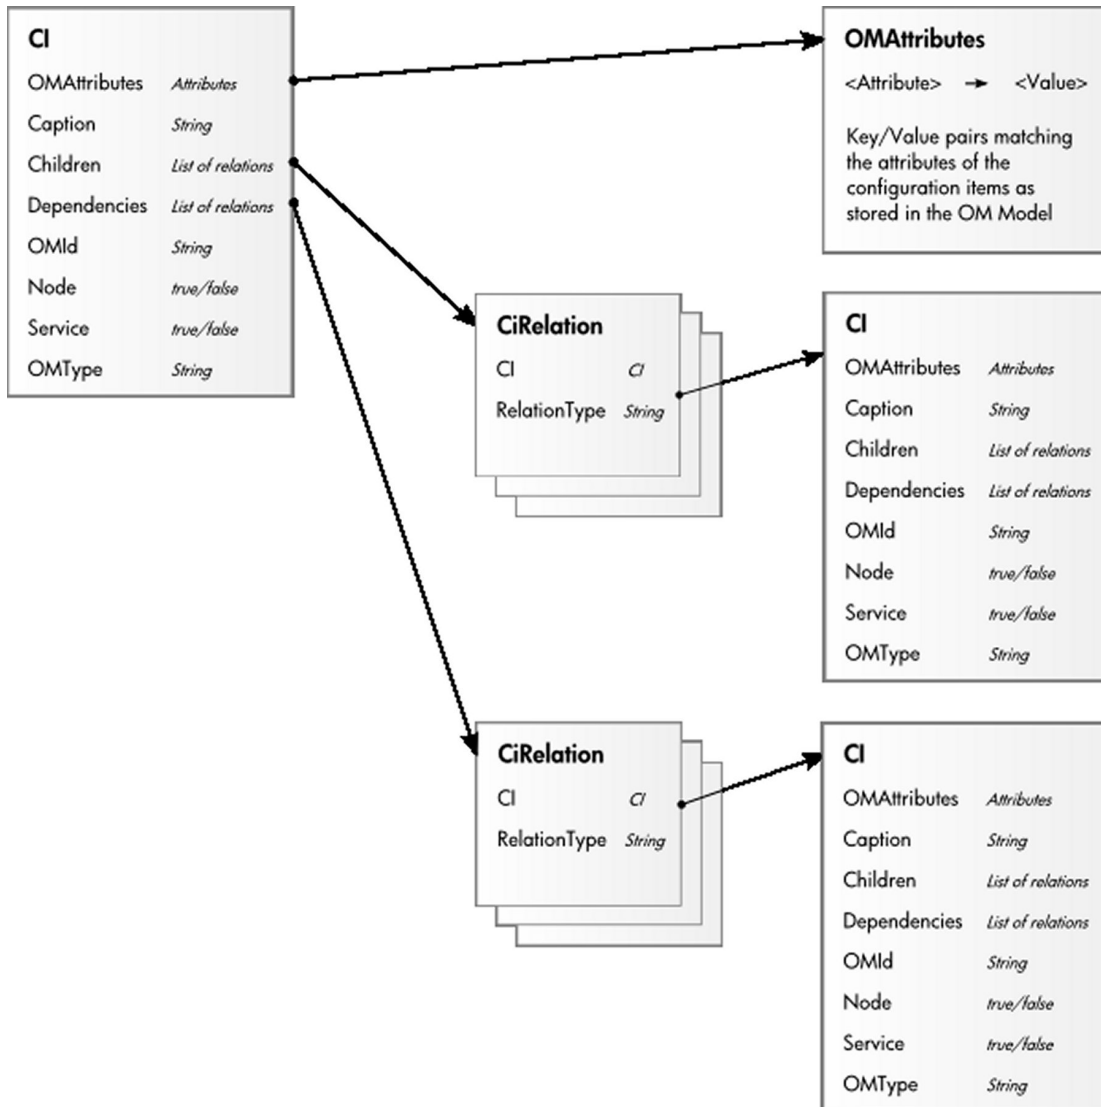 CI
OMAttributes Attributes
Caption String
Children List of relations
Dependencies List of relations
OMId String
Node true/false
Service true/false
OMType String
OMAttributes
<Attribute> → <Value>
Key/Value pairs matching
the attributes of the
configuration items as
stored in the OM Model
CiRelation
CI CI
RelationType String
CI
OMAttributes Attributes
Caption String
Children List of relations
Dependencies List of relations
OMId String
Node true/false
Service true/false
OMType String
CiRelation
CI CI
RelationType String
CI
OMAttributes Attributes
Caption String
Children List of relations
Dependencies List of relations
OMId String
Node true/false
Service true/false
OMType String